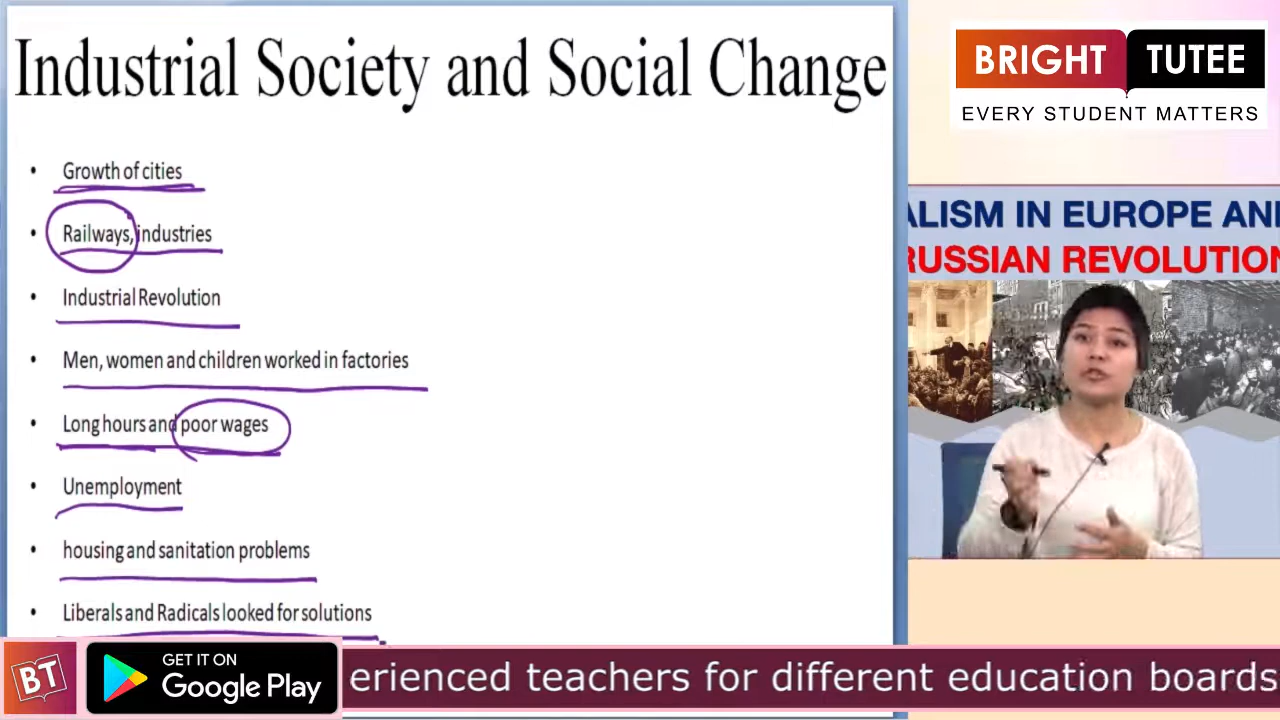 Industrial Society and Social Change
• Growth of cities
• Railways, industries
• Industrial Revolution
• Men, women and children worked in factories
• Long hours and poor wages
• Unemployment
• housing and sanitation problems
• Liberals and Radicals looked for solutions
BRIGHT TUTEE
EVERY STUDENT MATTERS
ALISM IN EUROPE AN
RUSSIAN REVOLUTION
BT
GET IT ON
Google Play
erienced teachers for different education boards